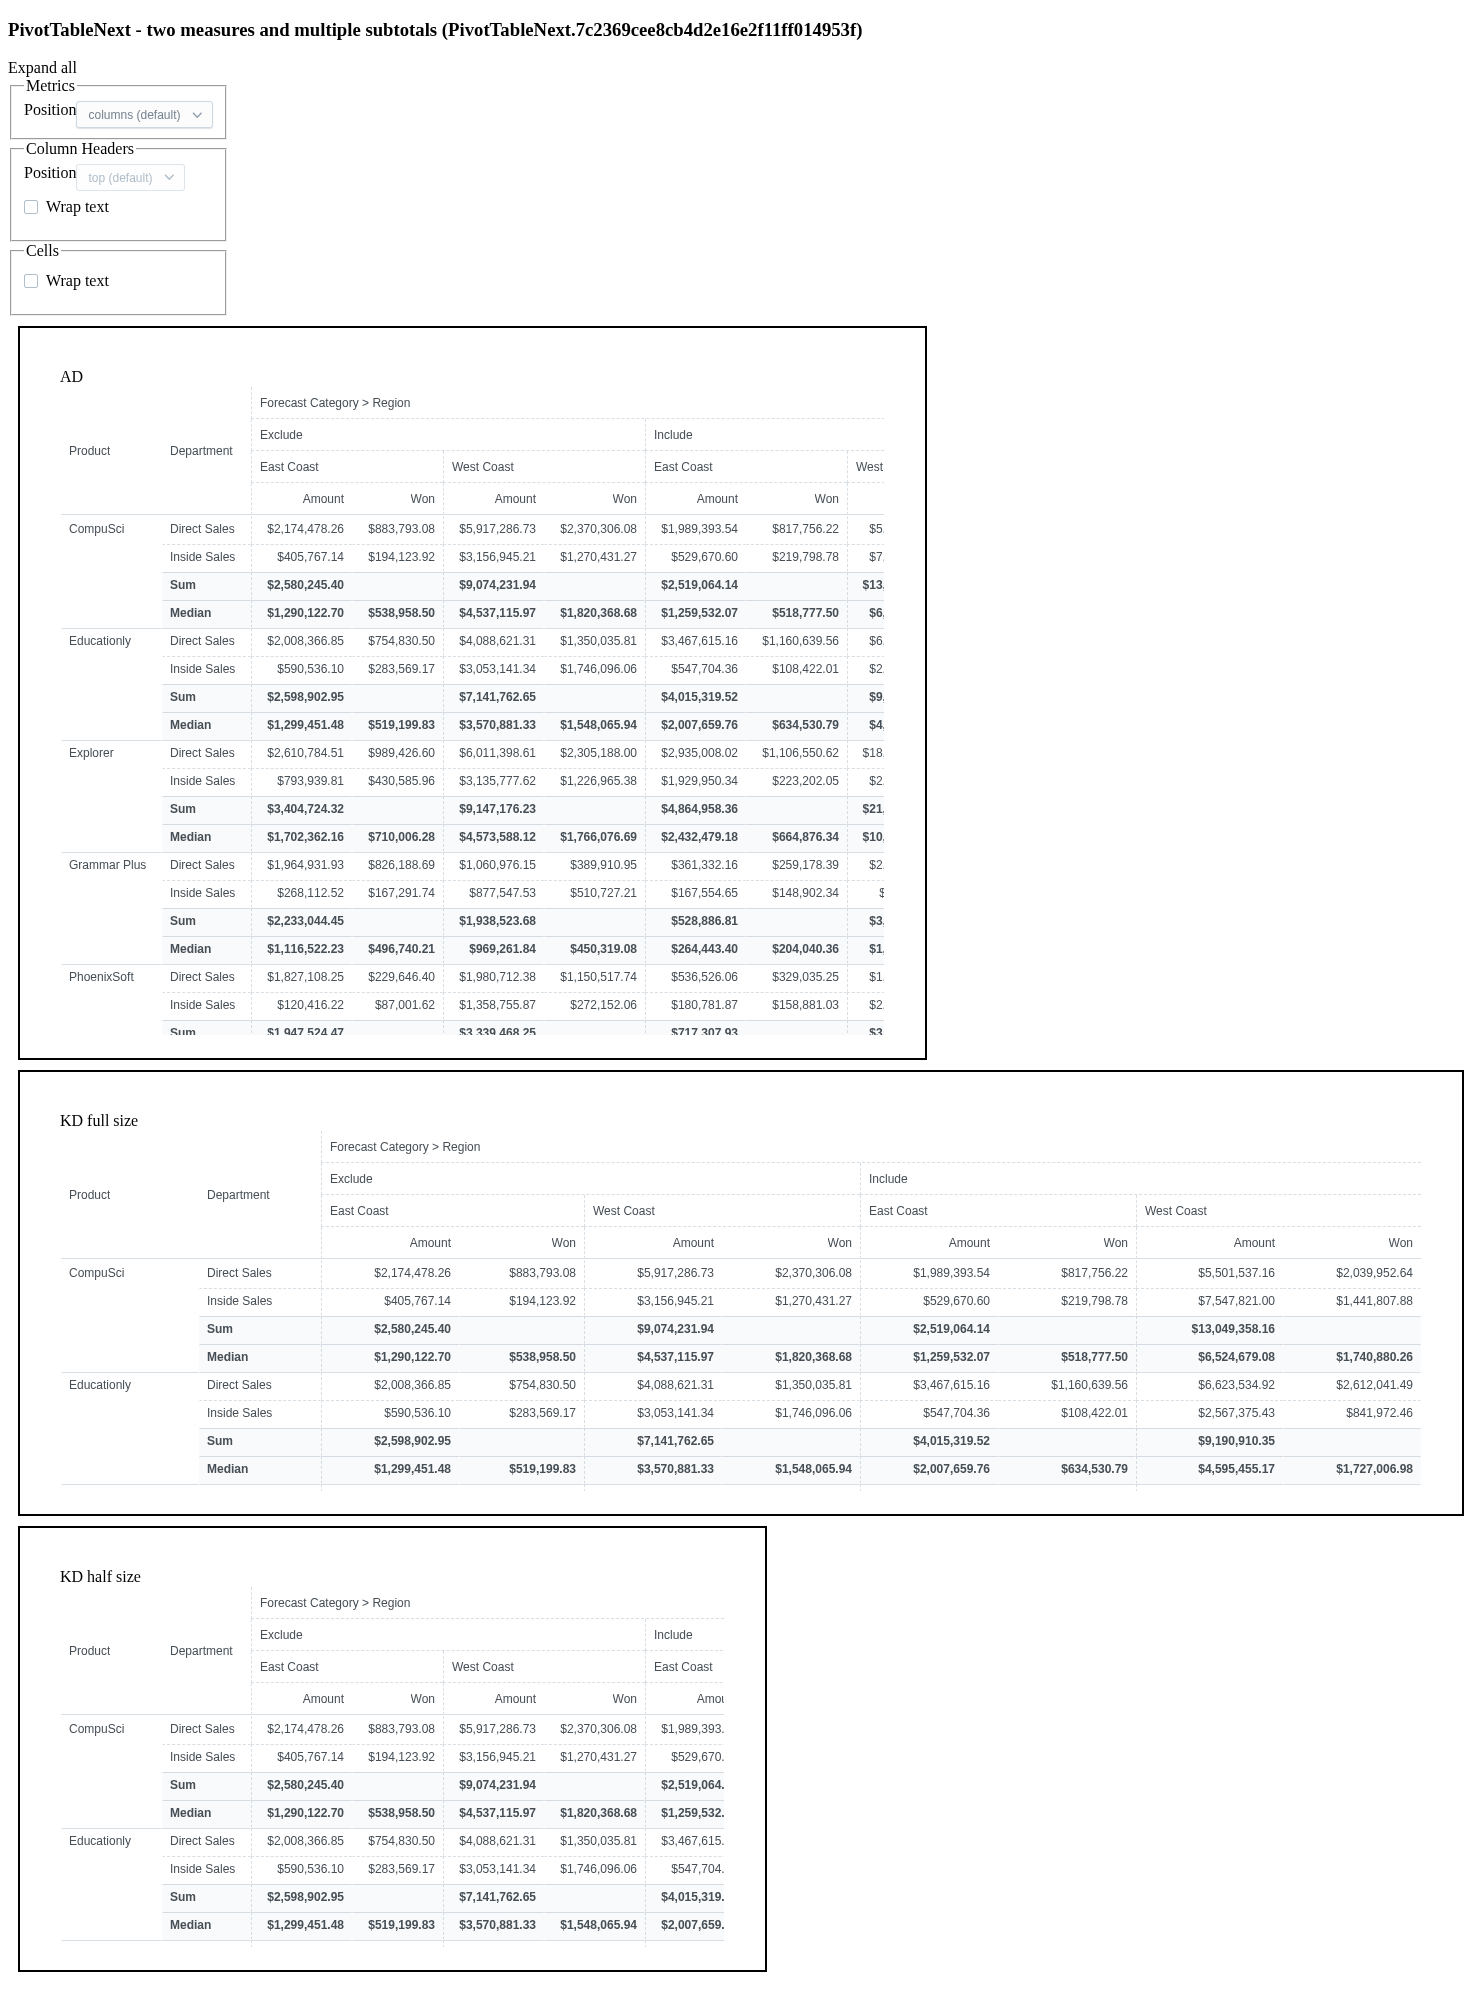 PivotTableNext - two measures and multiple subtotals (PivotTableNext.7c2369cee8cb4d2e16e2f11ff014953f)
Expand all
Metrics
Position columns (default)
Column Headers
Position top (default)
Wrap text
Cells
Wrap text
AD
Forecast Category > Region
Exclude Include
Product Department
East Coast West Coast East Coast West
Amount Won Amount Won Amount Won
CompuSci Direct Sales $2,174,478.26 $883,793.08 $5,917,286.73 $2,370,306.08 $1,989,393.54 $817,756.22 $5,
Inside Sales $405,767.14 $194,123.92 $3,156,945.21 $1,270,431.27 $529,670.60 $219,798.78 $7,
Sum $2,580,245.40 $9,074,231.94 $2,519,064.14 $13,
Median $1,290,122.70 $538,958.50 $4,537,115.97 $1,820,368.68 $1,259,532.07 $518,777.50 $6,
Educationly Direct Sales $2,008,366.85 $754,830.50 $4,088,621.31 $1,350,035.81 $3,467,615.16 $1,160,639.56 $6,
Inside Sales $590,536.10 $283,569.17 $3,053,141.34 $1,746,096.06 $547,704.36 $108,422.01 $2,
Sum $2,598,902.95 $7,141,762.65 $4,015,319.52 $9,
Median $1,299,451.48 $519,199.83 $3,570,881.33 $1,548,065.94 $2,007,659.76 $634,530.79 $4,
Explorer Direct Sales $2,610,784.51 $989,426.60 $6,011,398.61 $2,305,188.00 $2,935,008.02 $1,106,550.62 $18,
Inside Sales $793,939.81 $430,585.96 $3,135,777.62 $1,226,965.38 $1,929,950.34 $223,202.05 $2,
Sum $3,404,724.32 $9,147,176.23 $4,864,958.36 $21,
Median $1,702,362.16 $710,006.28 $4,573,588.12 $1,766,076.69 $2,432,479.18 $664,876.34 $10,
Grammar Plus Direct Sales $1,964,931.93 $826,188.69 $1,060,976.15 $389,910.95 $361,332.16 $259,178.39 $2,
Inside Sales $268,112.52 $167,291.74 $877,547.53 $510,727.21 $167,554.65 $148,902.34 $
Sum $2,233,044.45 $1,938,523.68 $528,886.81 $3,
Median $1,116,522.23 $496,740.21 $969,261.84 $450,319.08 $264,443.40 $204,040.36 $1,
PhoenixSoft Direct Sales $1,827,108.25 $229,646.40 $1,980,712.38 $1,150,517.74 $536,526.06 $329,035.25 $1,
Inside Sales $120,416.22 $87,001.62 $1,358,755.87 $272,152.06 $180,781.87 $158,881.03 $2,
Sum $1,947,524.47 $3,339,468.25 $717,307.93 $3
KD full size
Forecast Category > Region
Exclude Include
Product Department
East Coast West Coast East Coast West Coast
Amount Won Amount Won Amount Won Amount Won
CompuSci Direct Sales $2,174,478.26 $883,793.08 $5,917,286.73 $2,370,306.08 $1,989,393.54 $817,756.22 $5,501,537.16 $2,039,952.64
Inside Sales $405,767.14 $194,123.92 $3,156,945.21 $1,270,431.27 $529,670.60 $219,798.78 $7,547,821.00 $1,441,807.88
Sum $2,580,245.40 $9,074,231.94 $2,519,064.14 $13,049,358.16
Median $1,290,122.70 $538,958.50 $4,537,115.97 $1,820,368.68 $1,259,532.07 $518,777.50 $6,524,679.08 $1,740,880.26
Educationly Direct Sales $2,008,366.85 $754,830.50 $4,088,621.31 $1,350,035.81 $3,467,615.16 $1,160,639.56 $6,623,534.92 $2,612,041.49
Inside Sales $590,536.10 $283,569.17 $3,053,141.34 $1,746,096.06 $547,704.36 $108,422.01 $2,567,375.43 $841,972.46
Sum $2,598,902.95 $7,141,762.65 $4,015,319.52 $9,190,910.35
Median $1,299,451.48 $519,199.83 $3,570,881.33 $1,548,065.94 $2,007,659.76 $634,530.79 $4,595,455.17 $1,727,006.98
KD half size
Forecast Category > Region
Exclude Include
Product Department
East Coast West Coast East Coast
Amount Won Amount Won Amou
CompuSci Direct Sales $2,174,478.26 $883,793.08 $5,917,286.73 $2,370,306.08 $1,989,393.
Inside Sales $405,767.14 $194,123.92 $3,156,945.21 $1,270,431.27 $529,670.
Sum $2,580,245.40 $9,074,231.94 $2,519,064.
Median $1,290,122.70 $538,958.50 $4,537,115.97 $1,820,368.68 $1,259,532.
Educationly Direct Sales $2,008,366.85 $754,830.50 $4,088,621.31 $1,350,035.81 $3,467,615.
Inside Sales $590,536.10 $283,569.17 $3,053,141.34 $1,746,096.06 $547,704.
Sum $2,598,902.95 $7,141,762.65 $4,015,319.
Median $1,299,451.48 $519,199.83 $3,570,881.33 $1,548,065.94 $2,007,659.